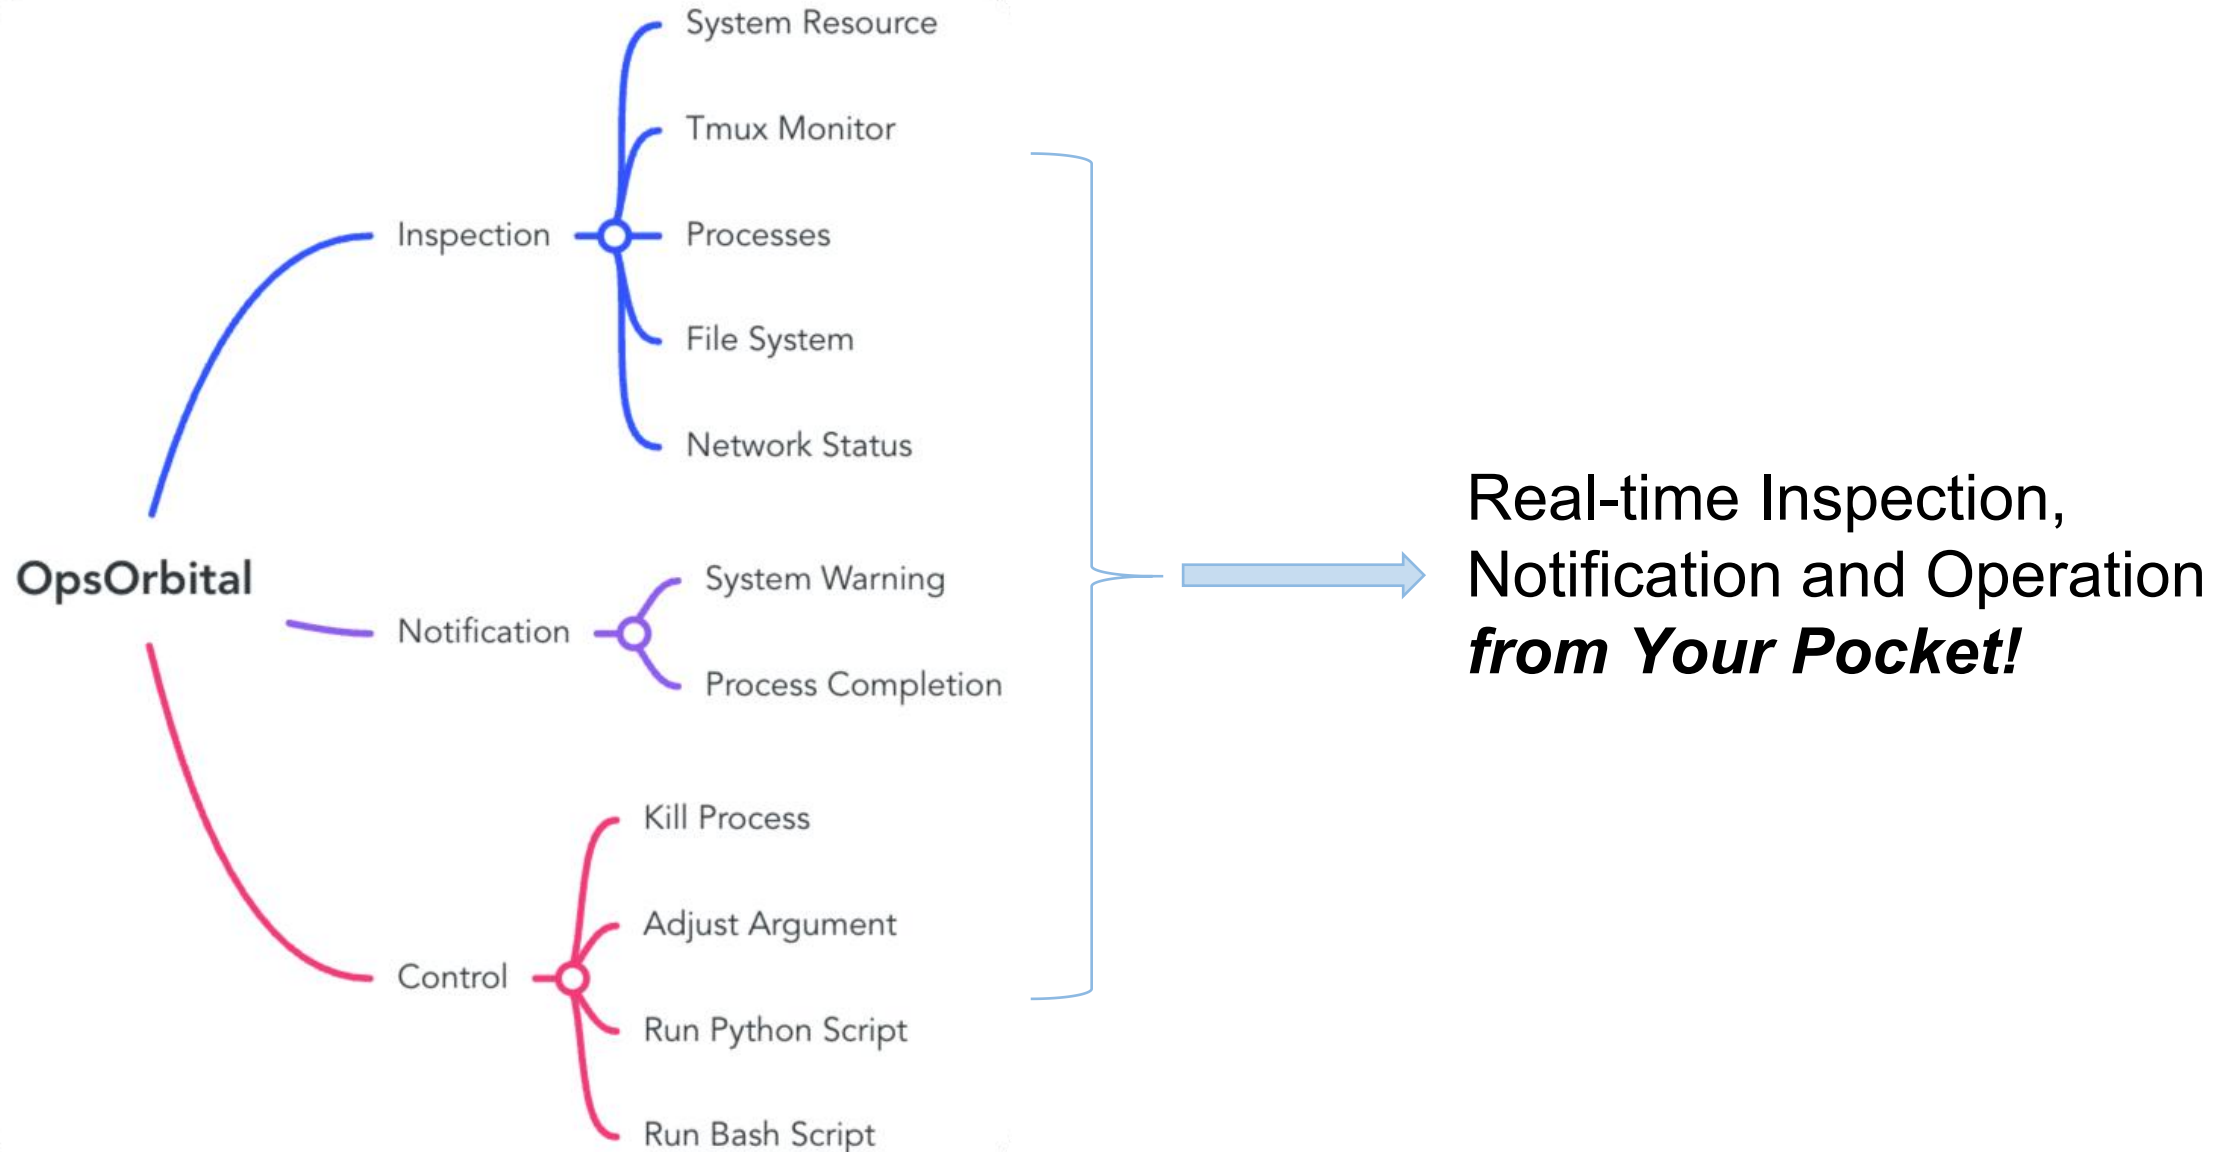 OpsOrbital
Inspection
System Resource
Tmux Monitor
Processes
File System
Network Status
Notification
System Warning
Process Completion
Control
Kill Process
Adjust Argument
Run Python Script
Run Bash Script
Real-time Inspection,
Notification and Operation
from Your Pocket!